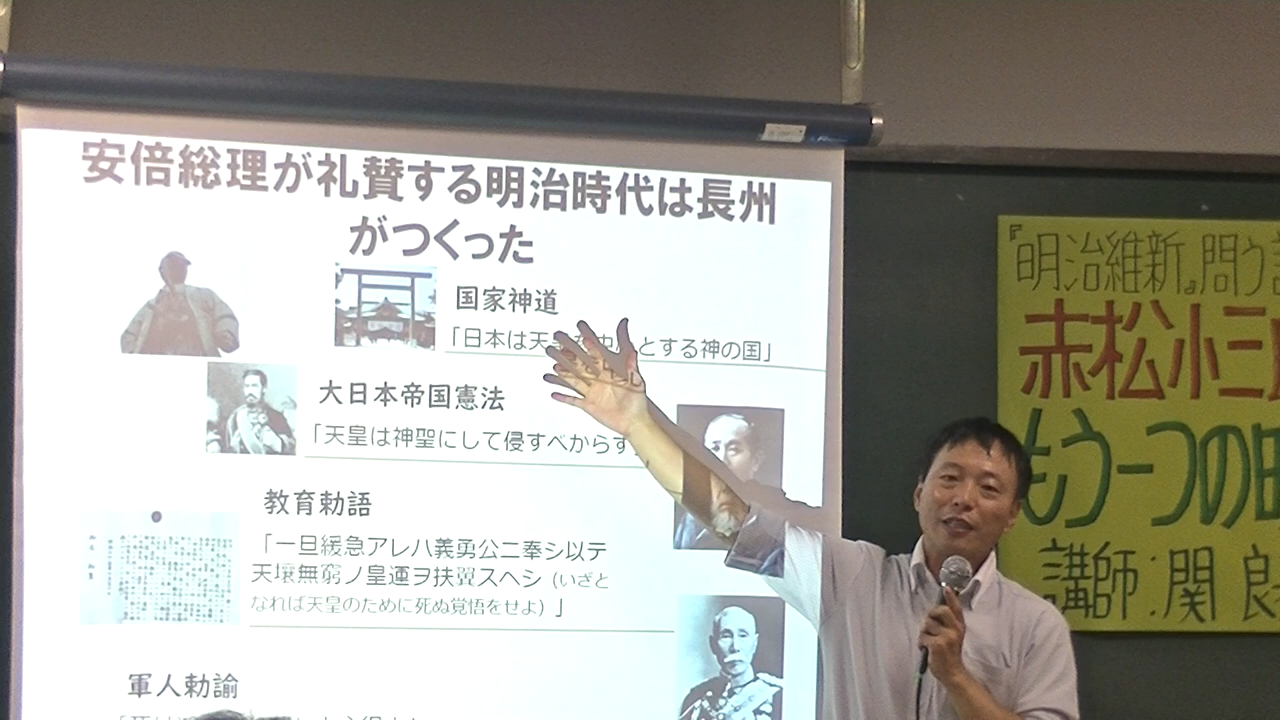 安倍総理が礼賛する明治時代は長州
がつくった
国家神道
「日本は天皇を中心とする神の国」
大日本帝国憲法
「天皇は神聖にして侵すべからず
教育勅語
「一旦緩急アレハ義勇公ニ奉シ以テ
天壌無窮ノ皇運ヲ扶翼スヘシ (いざと
なれば天皇のために死ぬ覚悟をせよ) 」
軍人勅諭
『明治維新』問う
赤松小三郎
もう一つの明
講師：関 良